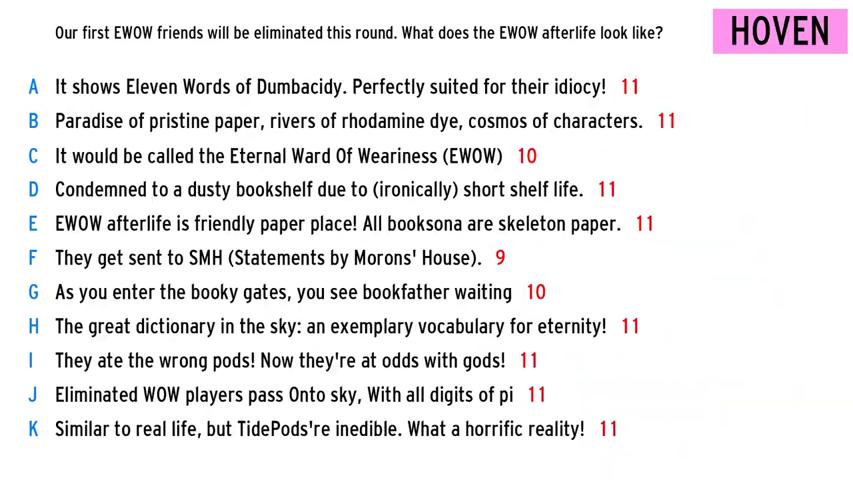 Our first EWOW friends will be eliminated this round. What does the EWOW afterlife look like?
HOVEN
A It shows Eleven Words of Dumbacidy. Perfectly suited for their idiocy! 11
B Paradise of pristine paper, rivers of rhodamine dye, cosmos of characters. 11
C It would be called the Eternal Ward Of Weariness (EWOW) 10
D Condemned to a dusty bookshelf due to (ironically) short shelf life. 11
E EWOW afterlife is friendly paper place! All booksona are skeleton paper. 11
F They get sent to SMH (Statements by Morons' House). 9
G As you enter the booky gates, you see bookfather waiting 10
H The great dictionary in the sky: an exemplary vocabulary for eternity! 11
I They ate the wrong pods! Now they're at odds with gods! 11
J Eliminated WOW players pass Onto sky, With all digits of pi 11
K Similar to real life, but TidePods're inedible. What a horrific reality! 11